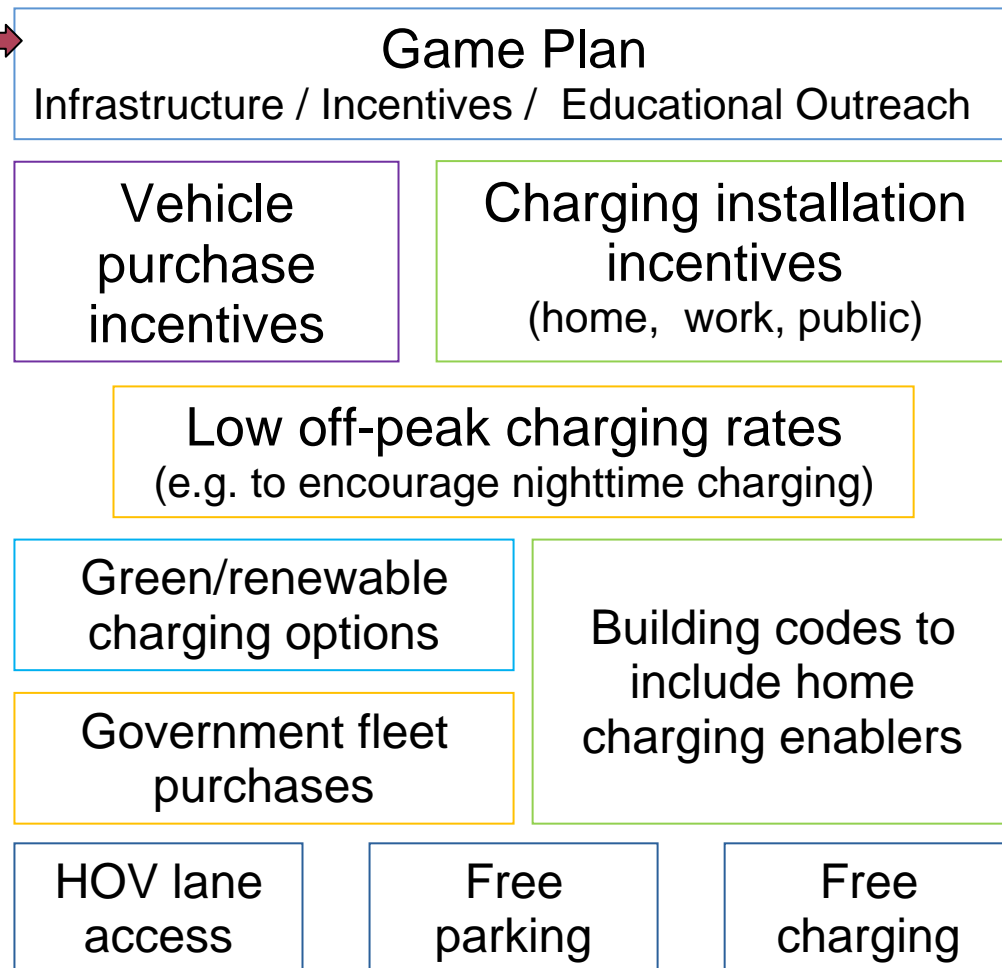 Game Plan
Infrastructure / Incentives / Educational Outreach
Vehicle
purchase
incentives
Charging installation
incentives
(home, work, public)
Low off-peak charging rates
(e.g. to encourage nighttime charging)
Green/renewable
charging options
Government fleet
purchases
Building codes to
include home
charging enablers
HOV lane
access
Free
parking
Free
charging